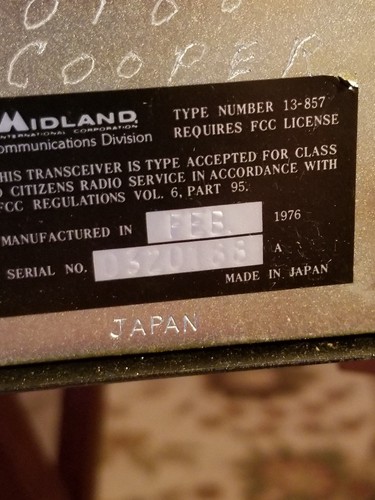 COOPER
MIDLAND
INTERNATIONAL CORPORATION
Communications Division
TYPE NUMBER 13-857
REQUIRES FCC LICENSE
THIS TRANSCEIVER IS TYPE ACCEPTED FOR CLASS
D CITIZENS RADIO SERVICE IN ACCORDANCE WITH
FCC REGULATIONS VOL. 6, PART 95.
MANUFACTURED IN FEB. 1976
SERIAL NO. 0320188 A
MADE IN JAPAN
JAPAN